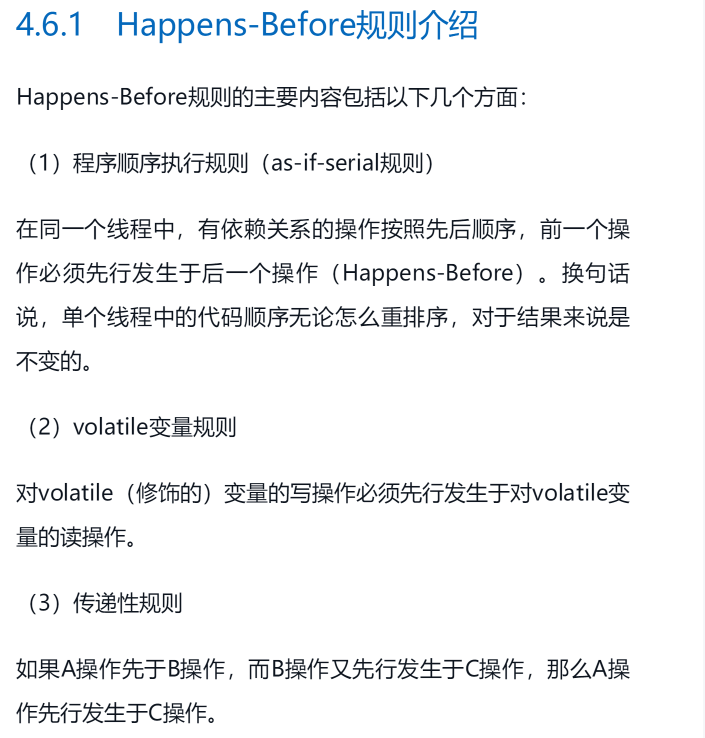 4.6.1 Happens-Before规则介绍
Happens-Before规则的主要内容包括以下几个方面：
（1）程序顺序执行规则（as-if-serial规则）
在同一个线程中，有依赖关系的操作按照先后顺序，前一个操
作必须先行发生于后一个操作（Happens-Before）。换句话
说，单个线程中的代码顺序无论怎么重排序，对于结果来说是
不变的。
（2）volatile变量规则
对volatile（修饰的）变量的写操作必须先行发生于对volatile变
量的读操作。
（3）传递性规则
如果A操作先于B操作，而B操作又先行发生于C操作，那么A操
作先行发生于C操作。